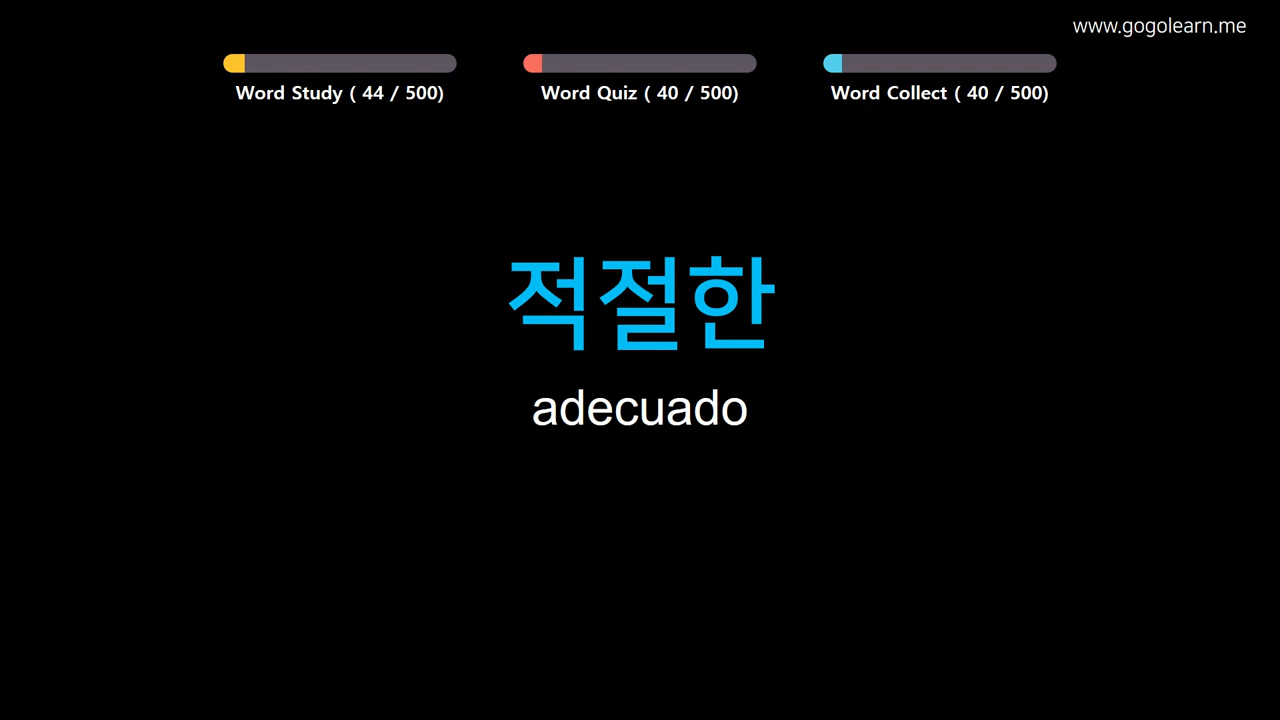 www.gogolearn.me
Word Study ( 44 / 500)
Word Quiz ( 40 / 500)
Word Collect ( 40 / 500)
적절한
adecuado